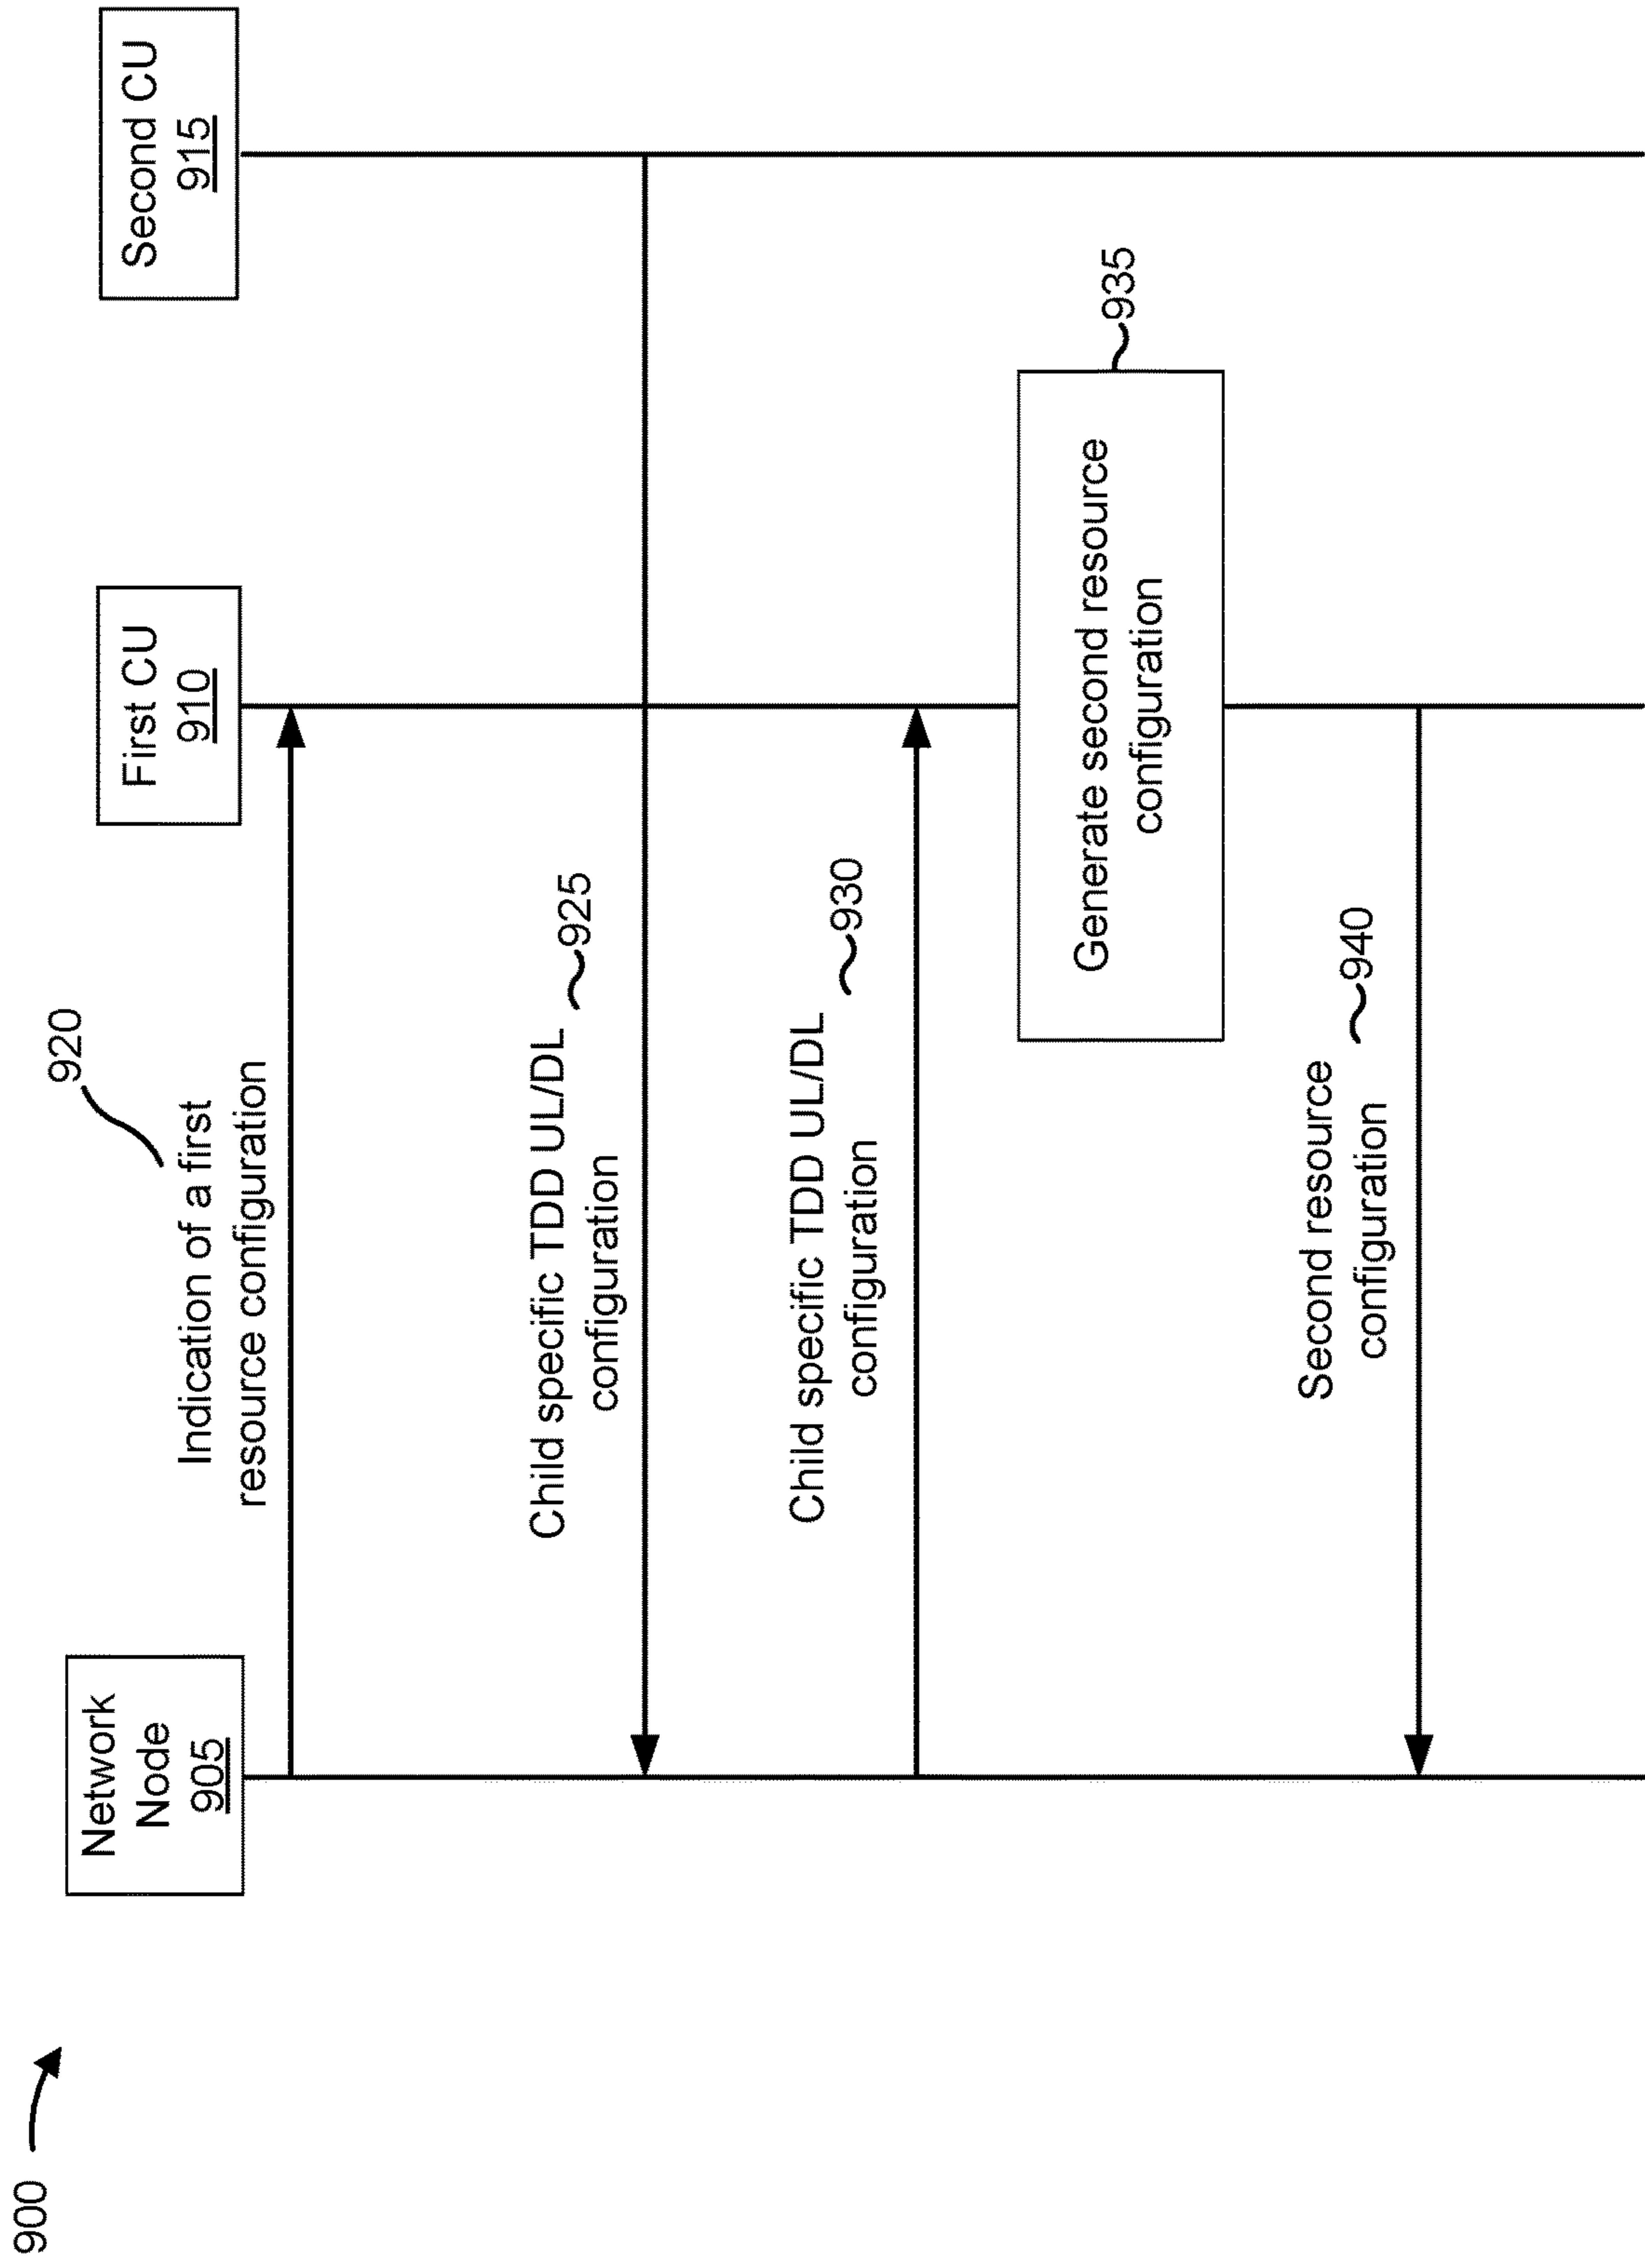 900
Network
Node
905
First CU
910
Second CU
915
920
Indication of a first
resource configuration
Child specific TDD UL/DL
configuration
925
Child specific TDD UL/DL
configuration
930
Generate second resource
configuration
935
Second resource
configuration
940